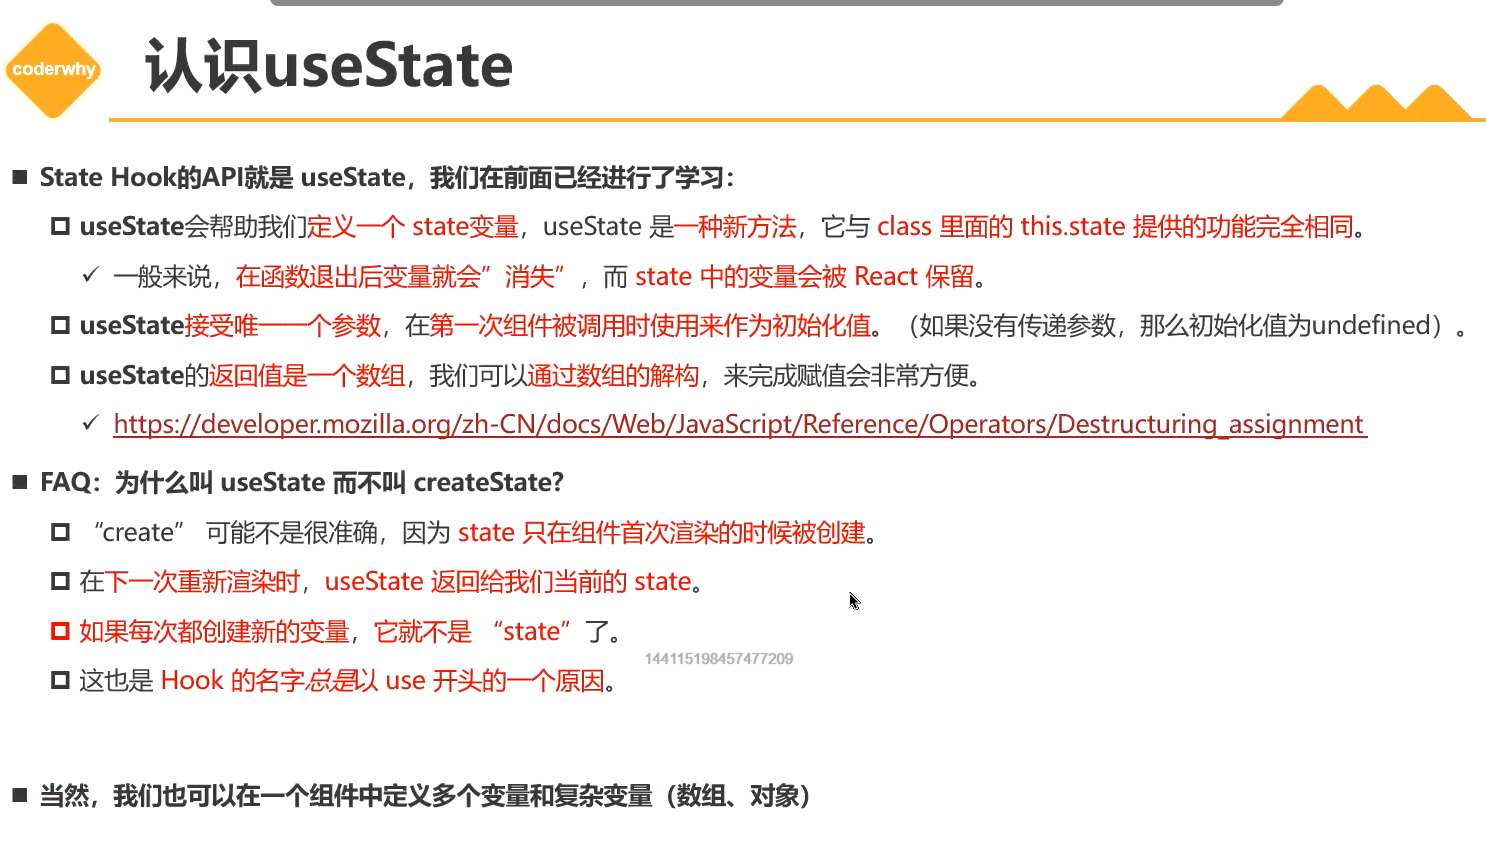 coderwhy
认识useState
State Hook的API就是 useState，我们在前面已经进行了学习：
useState会帮助我们定义一个 state变量，useState 是一种新方法，它与 class 里面的 this.state 提供的功能完全相同。
一般来说，在函数退出后变量就会”消失”，而 state 中的变量会被 React 保留。
useState接受唯一一个参数，在第一次组件被调用时使用来作为初始化值。（如果没有传递参数，那么初始化值为undefined）。
useState的返回值是一个数组，我们可以通过数组的解构，来完成赋值会非常方便。
https://developer.mozilla.org/zh-CN/docs/Web/JavaScript/Reference/Operators/Destructuring_assignment
FAQ：为什么叫 useState 而不叫 createState?
“create” 可能不是很准确，因为 state 只在组件首次渲染的时候被创建。
在下一次重新渲染时，useState 返回给我们当前的 state。
如果每次都创建新的变量，它就不是 “state”了。
144115198457477209
这也是 Hook 的名字总是以 use 开头的一个原因。
当然，我们也可以在一个组件中定义多个变量和复杂变量（数组、对象）